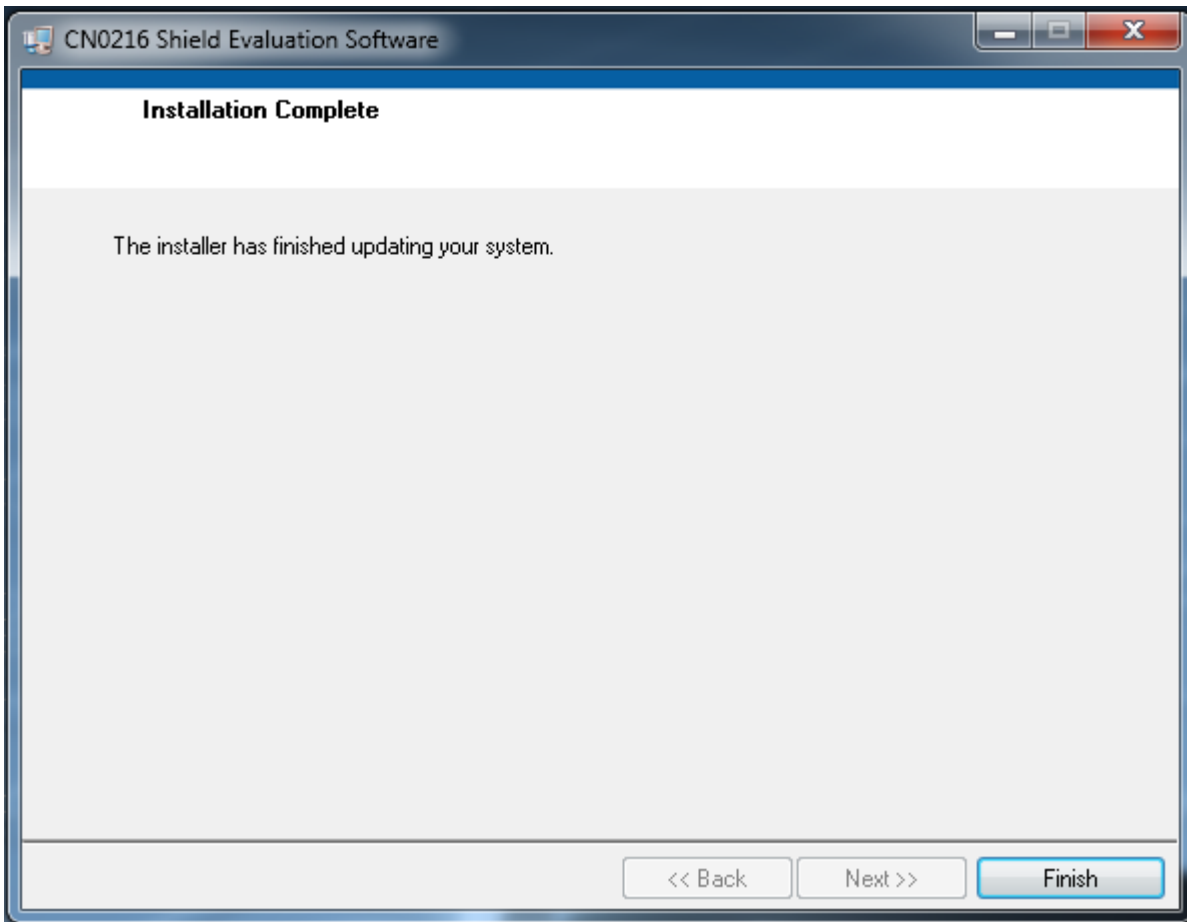 CN0216 Shield Evaluation Software
Installation Complete
The installer has finished updating your system.
<< Back
Next >>
Finish